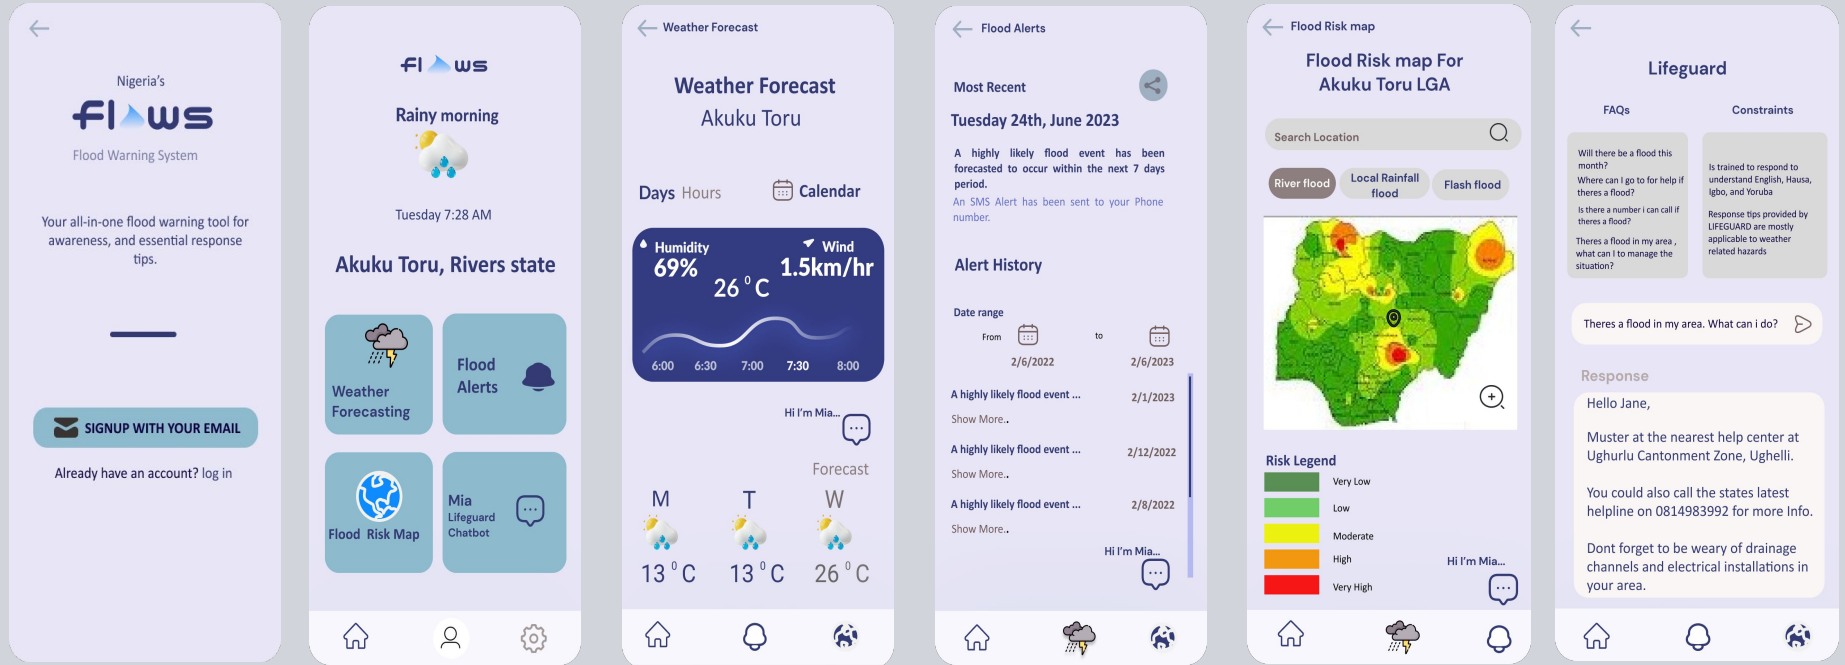 Nigeria's
flows
Flood Warning System
Your all-in-one flood warning tool for
awareness, and essential response
tips.
SIGNUP WITH YOUR EMAIL
Already have an account? log in
flows
Rainy morning
Tuesday 7:28 AM
Akuku Toru, Rivers state
Weather
Forecasting
Flood
Alerts
Flood Risk Map
Mia
Lifeguard
Chatbot
Weather Forecast
Weather Forecast
Akuku Toru
Days Hours
Calendar
Humidity
69%
Wind
1.5km/hr
26 0 C
6:00 6:30 7:00 7:30 8:00
Hi I'm Mia...
Forecast
M T W
13 0 C 13 0 C 26 0 C
Flood Alerts
Most Recent
Tuesday 24th, June 2023
A highly likely flood event has been
forecasted to occur within the next 7 days
period.
An SMS Alert has been sent to your Phone
number.
Alert History
Date range
From to
2/6/2022 2/6/2023
A highly likely flood event ... 2/1/2023
Show More..
A highly likely flood event ... 2/12/2022
Show More..
A highly likely flood event ... 2/8/2022
Show More..
Hi I'm Mia...
Flood Risk map
Flood Risk map For
Akuku Toru LGA
Search Location
River flood
Local Rainfall
flood
Flash flood
Risk Legend
Very Low
Low
Moderate
High
Very High
Hi I'm Mia...
Lifeguard
FAQs
Will there be a flood this
month?
Where can I go to for help if
theres a flood?
Is there a number i can call if
theres a flood?
Theres a flood in my area ,
what can I to manage the
situation?
Constraints
Is trained to respond to
understand English, Hausa,
Igbo, and Yoruba
Response tips provided by
LIFEGUARD are mostly
applicable to weather
related hazards
Theres a flood in my area. What can i do?
Response
Hello Jane,
Muster at the nearest help center at
Ughurlu Cantonment Zone, Ughelli.
You could also call the states latest
helpline on 0814983992 for more Info.
Dont forget to be weary of drainage
channels and electrical installations in
your area.